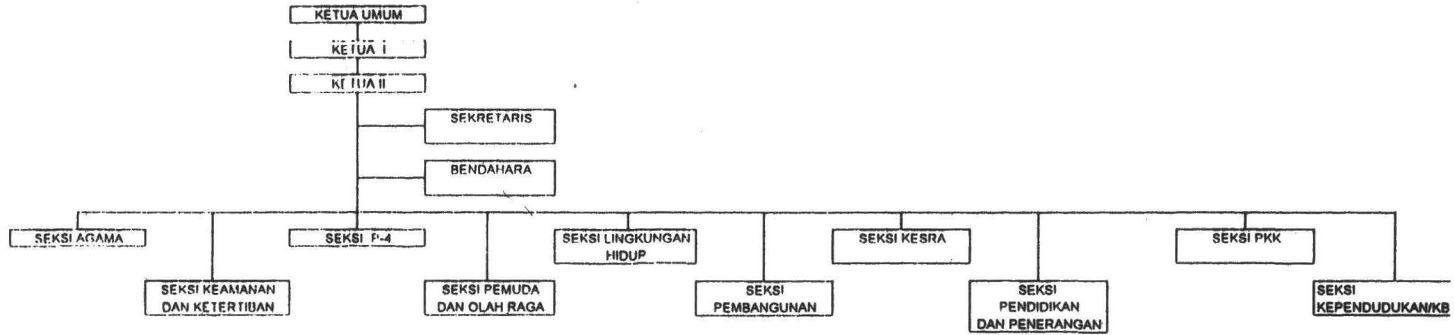 KETUA UMUM
KETUA I
KETUA II
SEKRETARIS
BENDAHARA
SEKSI AGAMA
SEKSI P-4
SEKSI LINGKUNGAN
HIDUP
SEKSI KESRA
SEKSI PKK
SEKSI KEAMANAN
DAN KETERTIBAN
SEKSI PEMUDA
DAN OLAH RAGA
SEKSI
PEMBANGUNAN
SEKSI
PENDIDIKAN
DAN PENERANGAN
SEKSI
KEPENDUDUKAN/KB